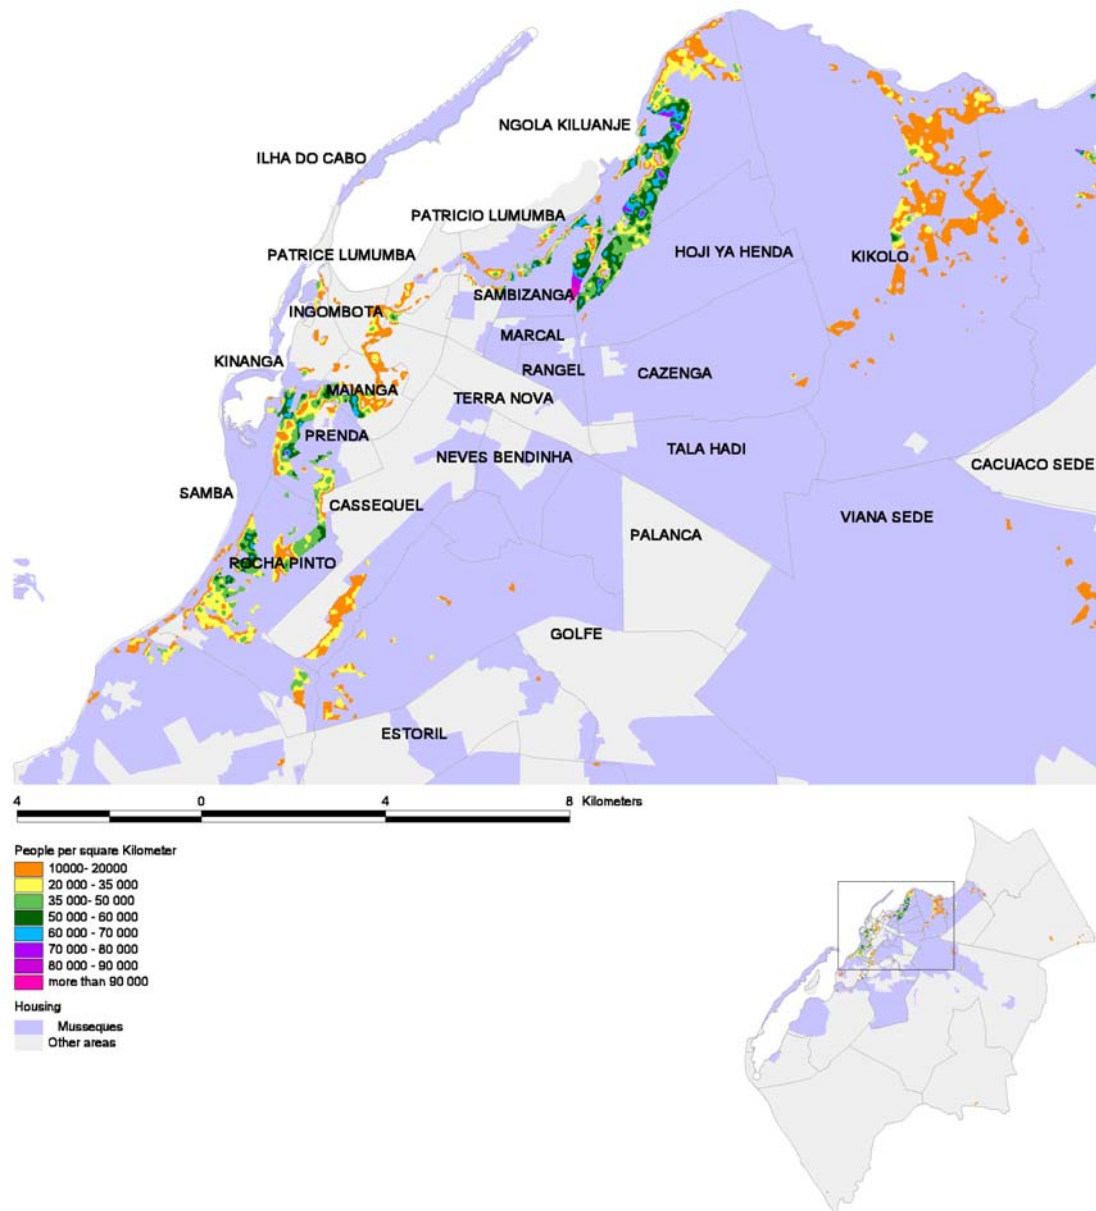 NGOLA KILUANJE
ILHA DO CABO
PATRICIO LUMUMBA
PATRICE LUMUMBA
HOJI YA HENDA
KIKOLO
SAMBIZANGA
INGOMBOTA
MARCAL
KINANGA
RANGEL
CAZENGA
MAIANGA
TERRA NOVA
PRENDA
NEVES BENDINHA
TALA HADI
CACUACO SEDE
SAMBA
CASSEQUEL
VIANA SEDE
PALANCA
ROCHA PINTO
GOLFE
ESTORIL
4 0 4 8 Kilometers
People per square Kilometer
10000- 20000
20 000 - 35 000
35 000 - 50 000
50 000 - 60 000
60 000 - 70 000
70 000 - 80 000
80 000 - 90 000
more than 90 000
Housing
Musseques
Other areas